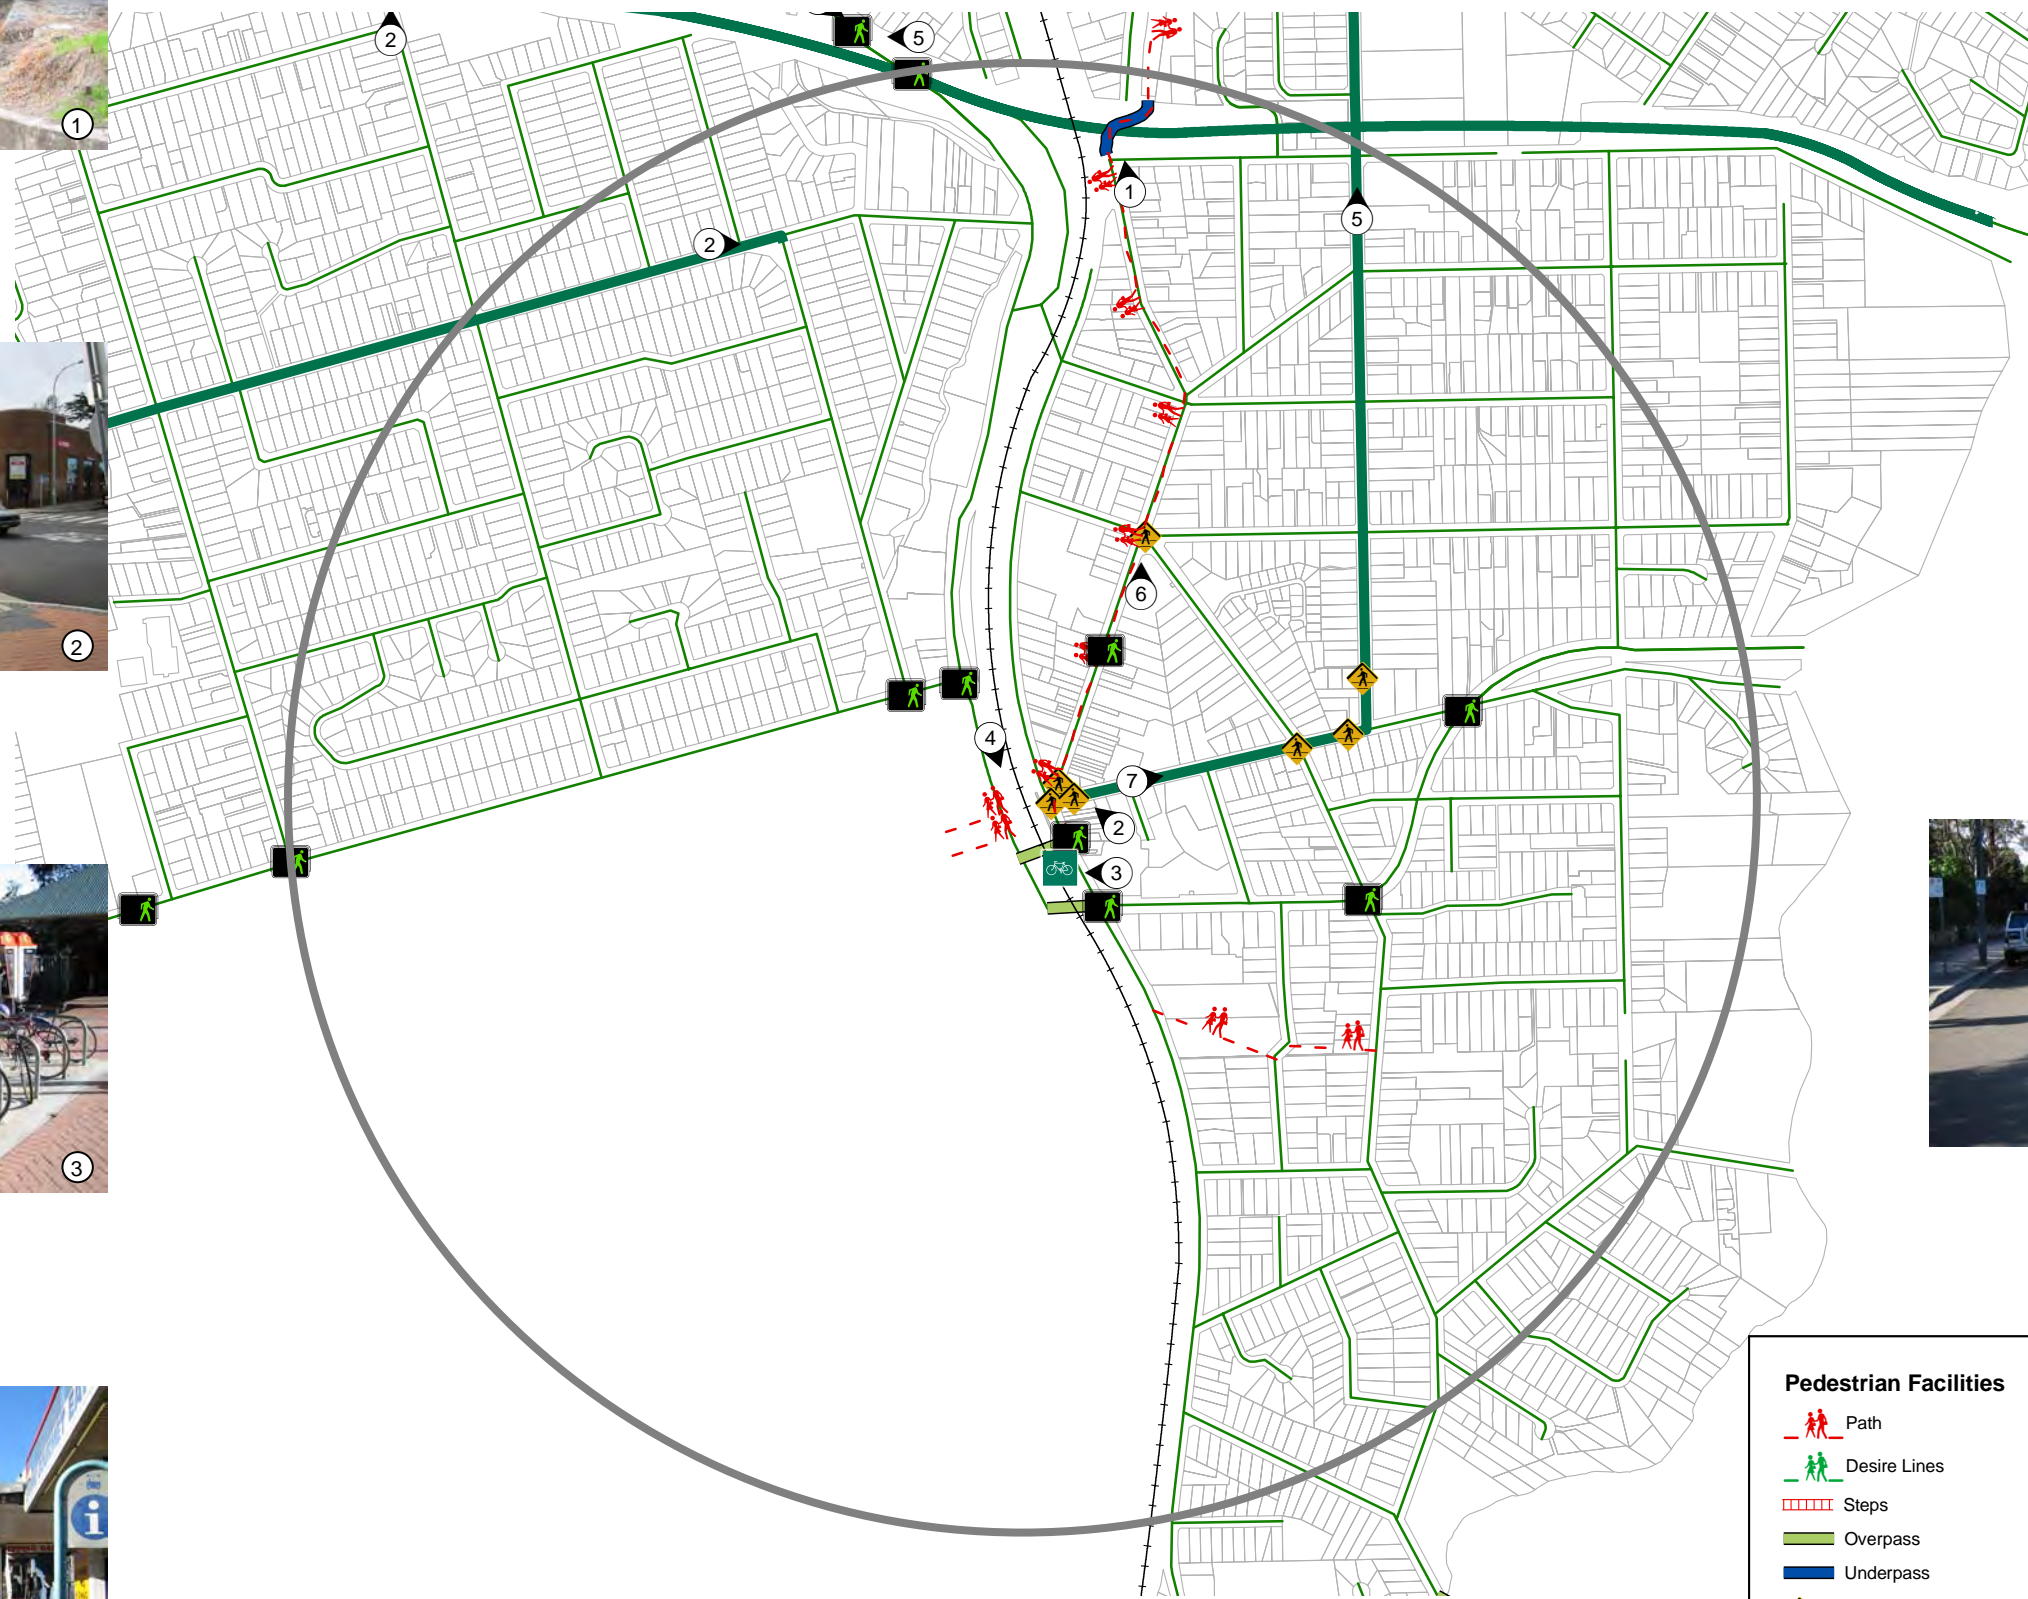 5
2
1
1
5
2
2
6
4
7
2
3
3
i
Pedestrian Facilities
Path
Desire Lines
Steps
Overpass
Underpass